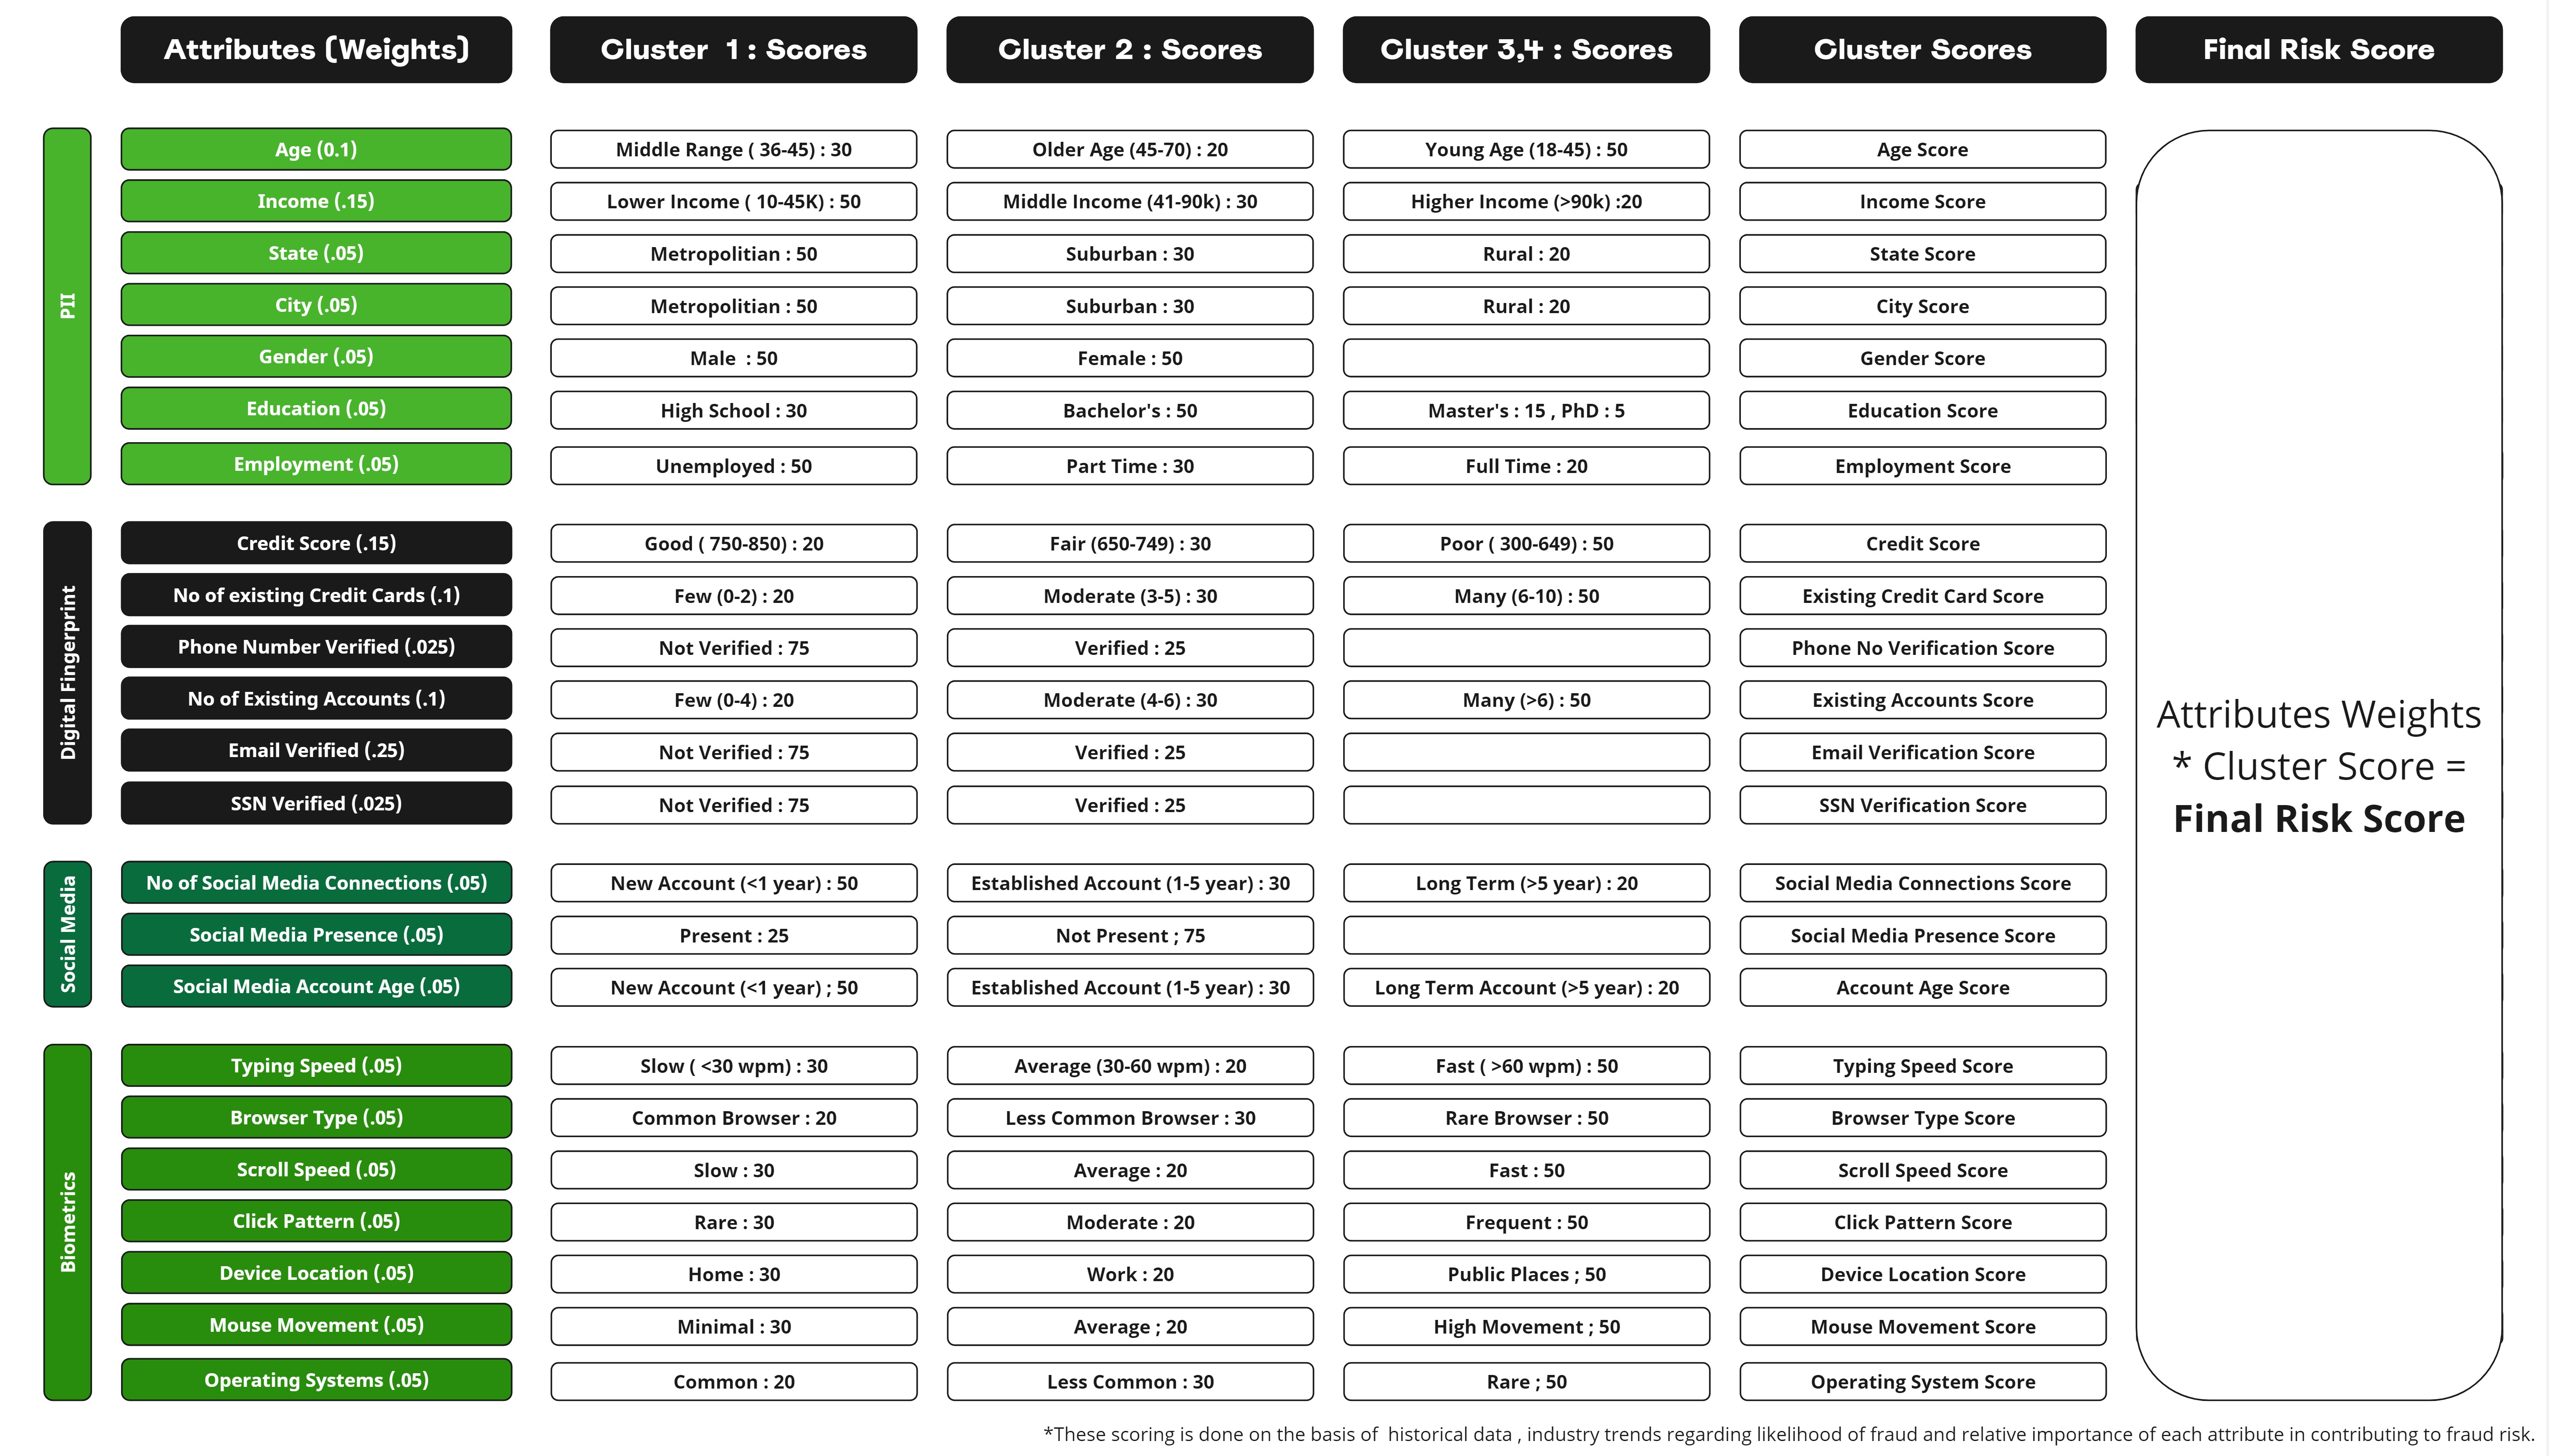 Attributes (Weights)
Cluster  1 : Scores
Cluster 2 : Scores
Cluster 3,4 : Scores
Cluster Scores
Final Risk Score
PII
Age (0.1)
Middle Range ( 36-45) : 30
Older Age (45-70) : 20
Young Age (18-45) : 50
Age Score
Income (.15)
Lower Income ( 10-45K) : 50
Middle Income (41-90k) : 30
Higher Income (>90k) :20
Income Score
State (.05)
Metropolitian : 50
Suburban : 30
Rural : 20
State Score
City (.05)
Metropolitian : 50
Suburban : 30
Rural : 20
City Score
Gender (.05)
Male  : 50
Female : 50
Gender Score
Education (.05)
High School : 30
Bachelor's : 50
Master's : 15 , PhD : 5
Education Score
Employment (.05)
Unemployed : 50
Part Time : 30
Full Time : 20
Employment Score
Digital Fingerprint
Credit Score (.15)
Good ( 750-850) : 20
Fair (650-749) : 30
Poor ( 300-649) : 50
Credit Score
No of existing Credit Cards (.1)
Few (0-2) : 20
Moderate (3-5) : 30
Many (6-10) : 50
Existing Credit Card Score
Phone Number Verified (.025)
Not Verified : 75
Verified : 25
Phone No Verification Score
No of Existing Accounts (.1)
Few (0-4) : 20
Moderate (4-6) : 30
Many (>6) : 50
Existing Accounts Score
Email Verified (.25)
Not Verified : 75
Verified : 25
Email Verification Score
SSN Verified (.025)
Not Verified : 75
Verified : 25
SSN Verification Score
Social Media
No of Social Media Connections (.05)
New Account (<1 year) : 50
Established Account (1-5 year) : 30
Long Term (>5 year) : 20
Social Media Connections Score
Social Media Presence (.05)
Present : 25
Not Present ; 75
Social Media Presence Score
Social Media Account Age (.05)
New Account (<1 year) ; 50
Established Account (1-5 year) : 30
Long Term Account (>5 year) : 20
Account Age Score
Biometrics
Typing Speed (.05)
Slow ( <30 wpm) : 30
Average (30-60 wpm) : 20
Fast ( >60 wpm) : 50
Typing Speed Score
Browser Type (.05)
Common Browser : 20
Less Common Browser : 30
Rare Browser : 50
Browser Type Score
Scroll Speed (.05)
Slow : 30
Average : 20
Fast : 50
Scroll Speed Score
Click Pattern (.05)
Rare : 30
Moderate : 20
Frequent : 50
Click Pattern Score
Device Location (.05)
Home : 30
Work : 20
Public Places ; 50
Device Location Score
Mouse Movement (.05)
Minimal : 30
Average ; 20
High Movement ; 50
Mouse Movement Score
Operating Systems (.05)
Common : 20
Less Common : 30
Rare ; 50
Operating System Score
Attributes Weights
* Cluster Score =
Final Risk Score
*These scoring is done on the basis of  historical data , industry trends regarding likelihood of fraud and relative importance of each attribute in contributing to fraud risk.